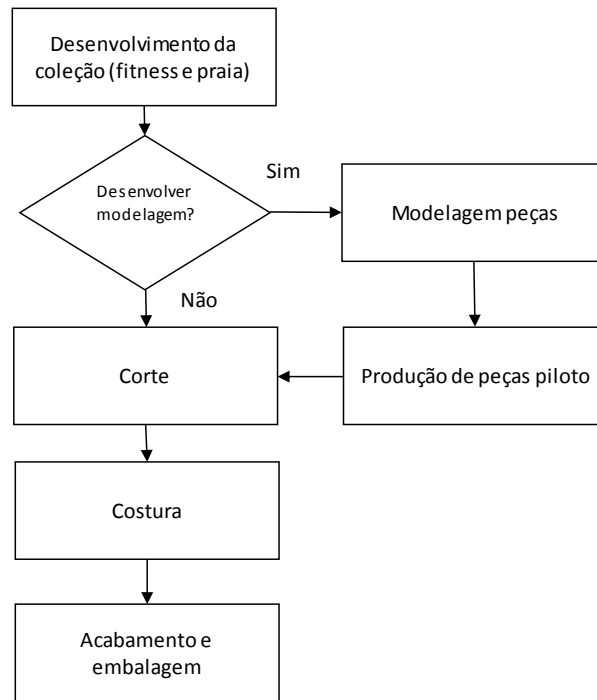 Desenvolvimento da
coleção (fitness e praia)
Desenvolver
modelagem?
Sim
Modelagem peças
Não
Corte
Produção de peças piloto
Costura
Acabamento e
embalagem